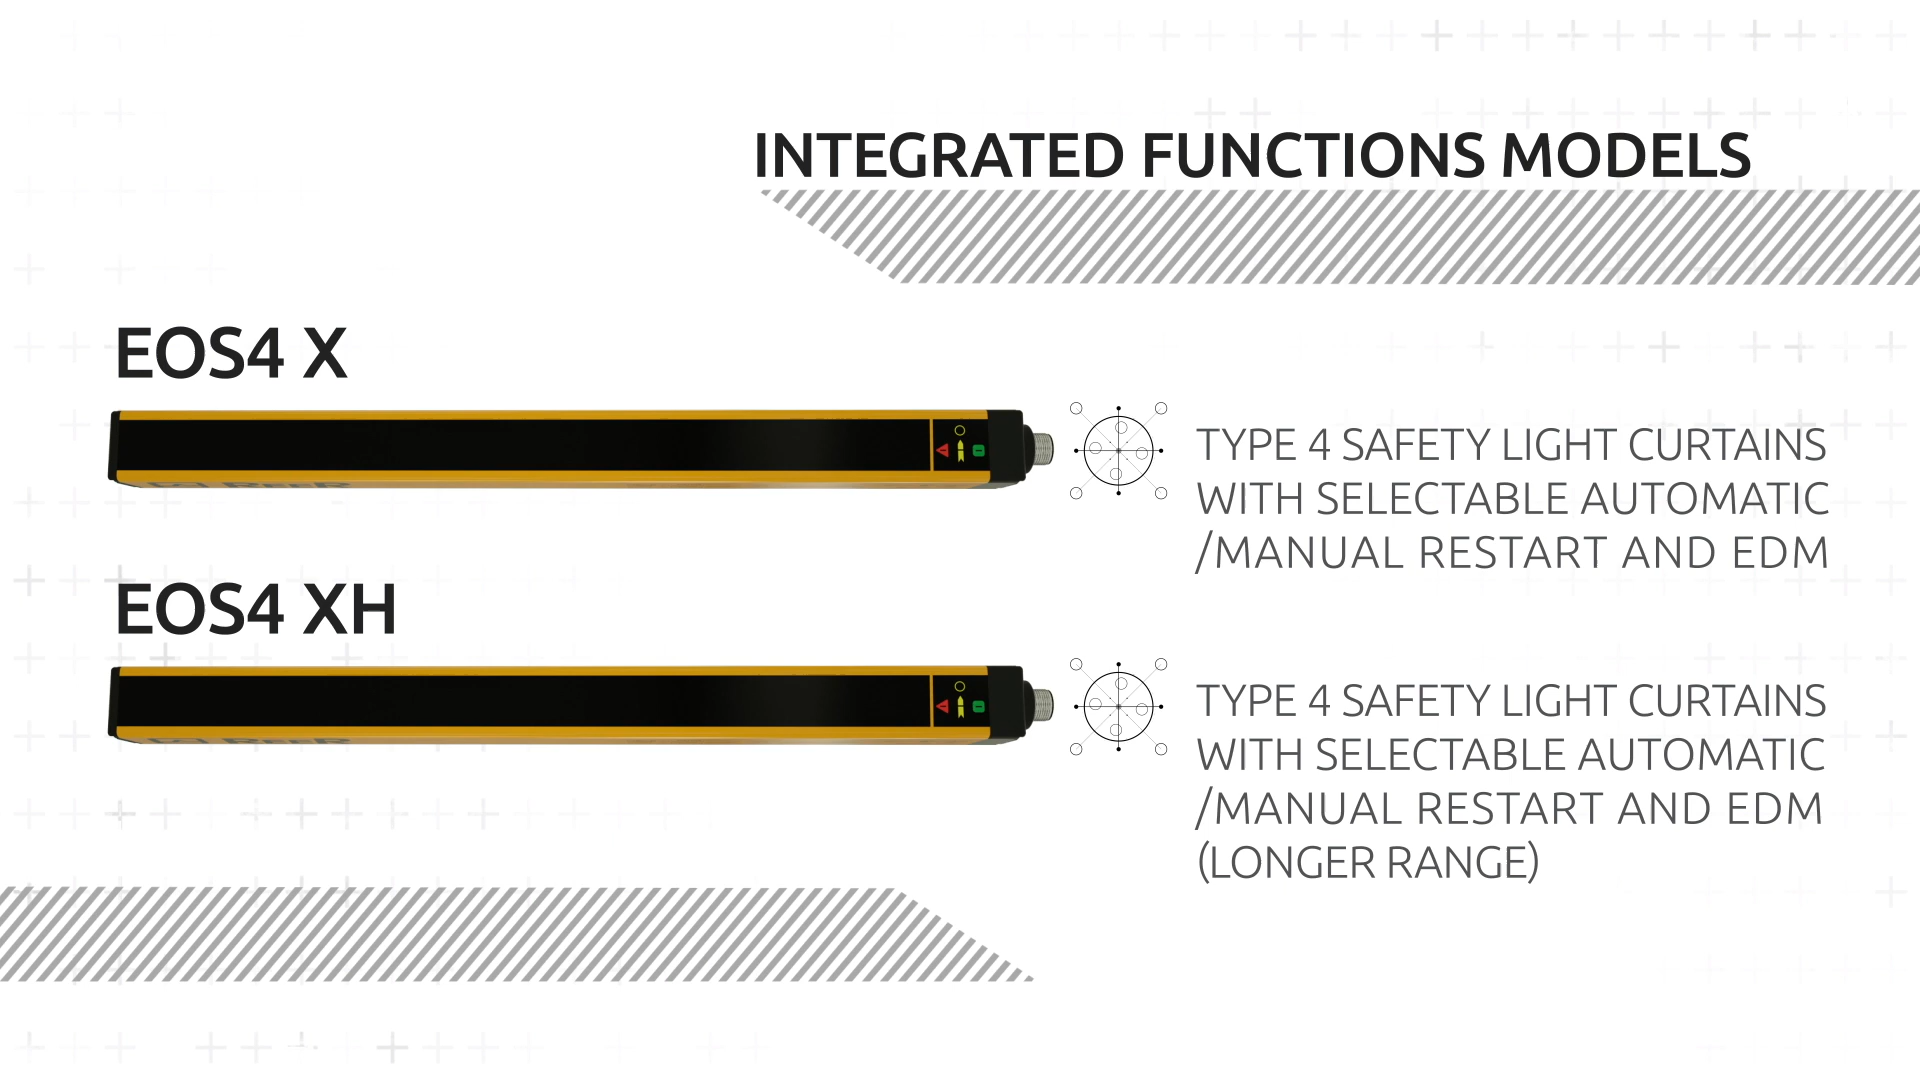 INTEGRATED FUNCTIONS MODELS
EOS4 X
TYPE 4 SAFETY LIGHT CURTAINS
WITH SELECTABLE AUTOMATIC
/MANUAL RESTART AND EDM
EOS4 XH
TYPE 4 SAFETY LIGHT CURTAINS
WITH SELECTABLE AUTOMATIC
/MANUAL RESTART AND EDM
(LONGER RANGE)